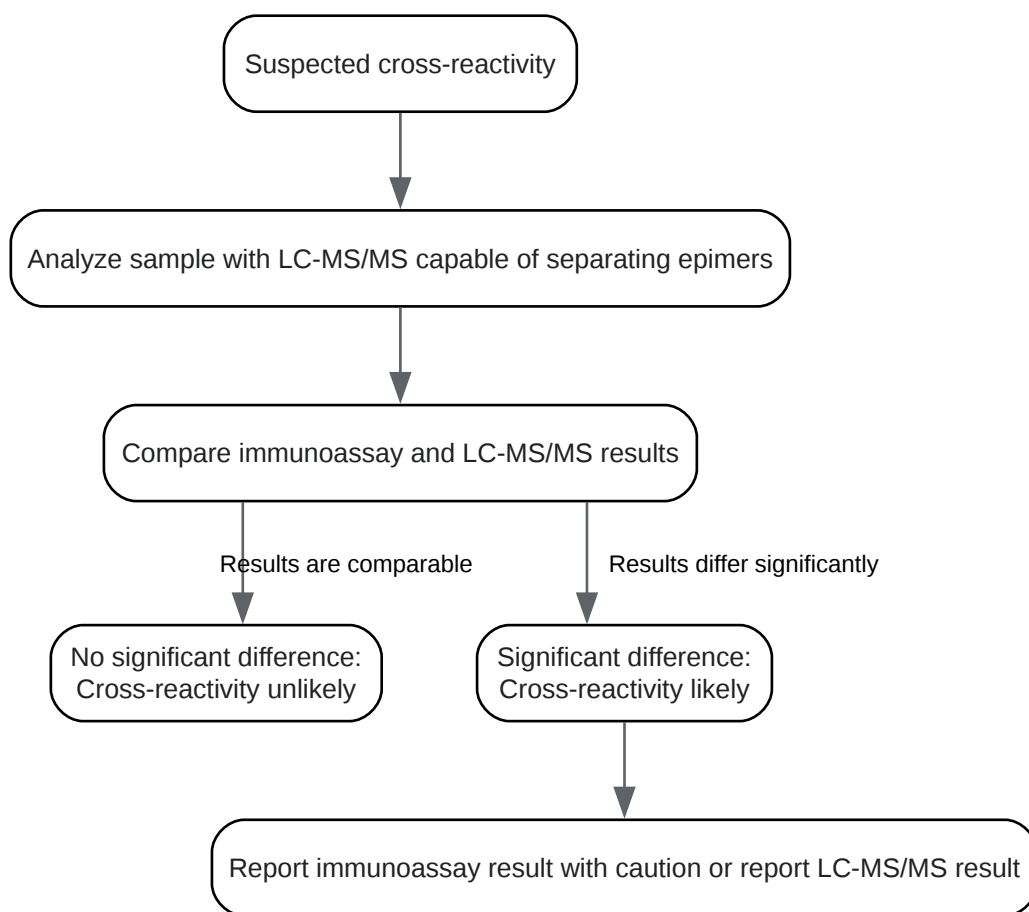 Suspected cross-reactivity
Analyze sample with LC-MS/MS capable of separating epimers
Compare immunoassay and LC-MS/MS results
Results are comparable
Results differ significantly
No significant difference:
Cross-reactivity unlikely
Significant difference:
Cross-reactivity likely
Report immunoassay result with caution or report LC-MS/MS result